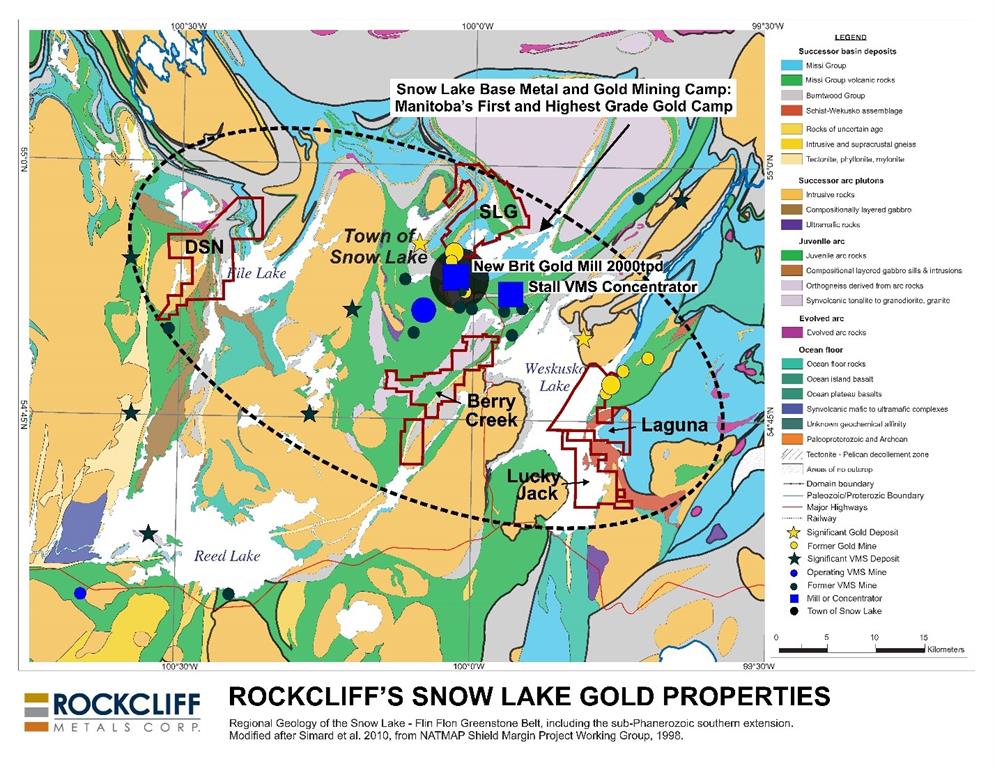 100°30'W
100°0'W
99°30'W
Snow Lake Base Metal and Gold Mining Camp:
Manitoba's First and Highest Grade Gold Camp
55°0'N
55°0'N
SLG
DSN
Town of
Snow Lake
File Lake
New Brit Gold Mill 2000tpd
Stall VMS Concentrator
Weskusko
Lake
Berry
Creek
Laguna
54°45'N
54°45'N
Lucky
Jack
Reed Lake
100°30'W
100°0'W
99°30'W
LEGEND
Successor basin deposits
Missi Group
Missi Group volcanic rocks
Burntwood Group
Schist-Wekusko assemblage
Rocks of uncertain age
Intrusive and supracrustal gneiss
Tectonite, phyllonite, mylonite
Successor arc plutons
Intrusive rocks
Compositionally layered gabbro
Ultramafic rocks
Juvenile arc
Juvenile arc rocks
Compositional layered gabbro sills & intrusions
Orthogneiss derived from arc rocks
Synvolcanic tonalite to granodiorite, granite
Evolved arc
Evolved arc rocks
Ocean floor
Ocean floor rocks
Ocean island basalt
Ocean plateau basalts
Synvolcanic mafic to ultramafic complexes
Unknown geochemical affinity
Paleoproterozoic and Archean
Tectonite - Pelican decollement zone
Areas of no outcrop
Domain boundary
Paleozoic/Proterozic Boundary
Major Highways
Railway
Significant Gold Deposit
Former Gold Mine
Significant VMS Deposit
Operating VMS Mine
Former VMS Mine
Mill or Concentrator
Town of Snow Lake
0 5 10 15
Kilometers
ROCKCLIFF
METALS CORP.
ROCKCLIFF'S SNOW LAKE GOLD PROPERTIES
Regional Geology of the Snow Lake - Flin Flon Greenstone Belt, including the sub-Phanerozoic southern extension.
Modified after Simard et al. 2010, from NATMAP Shield Margin Project Working Group, 1998.